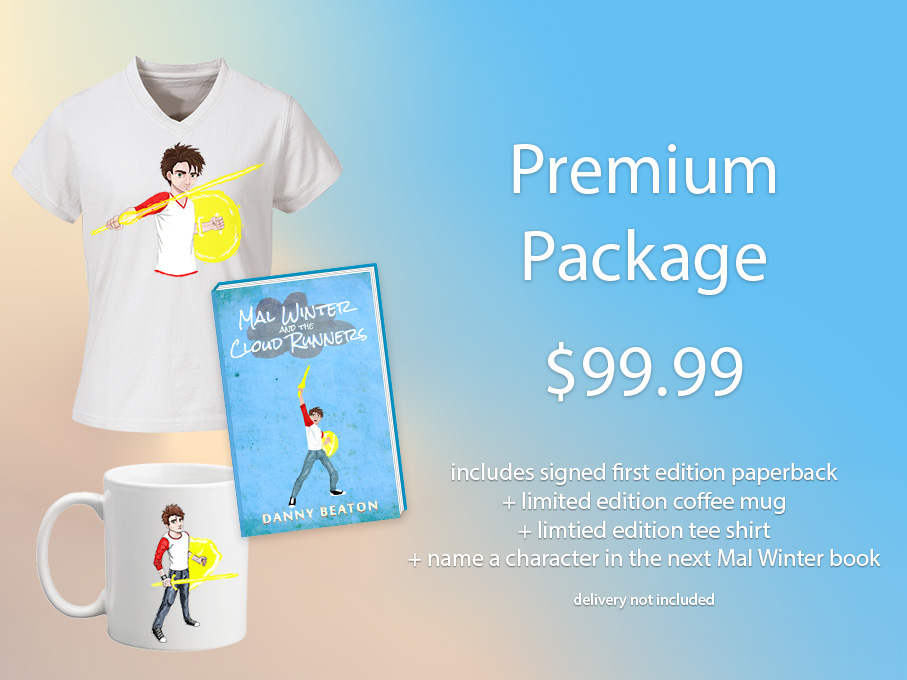 Premium
Package
$99.99
includes signed first edition paperback
+ limited edition coffee mug
+ limtied edition tee shirt
+ name a character in the next Mal Winter book
delivery not included
MAL WINTER
AND THE
CLOUD RUNNERS
DANNY BEATON